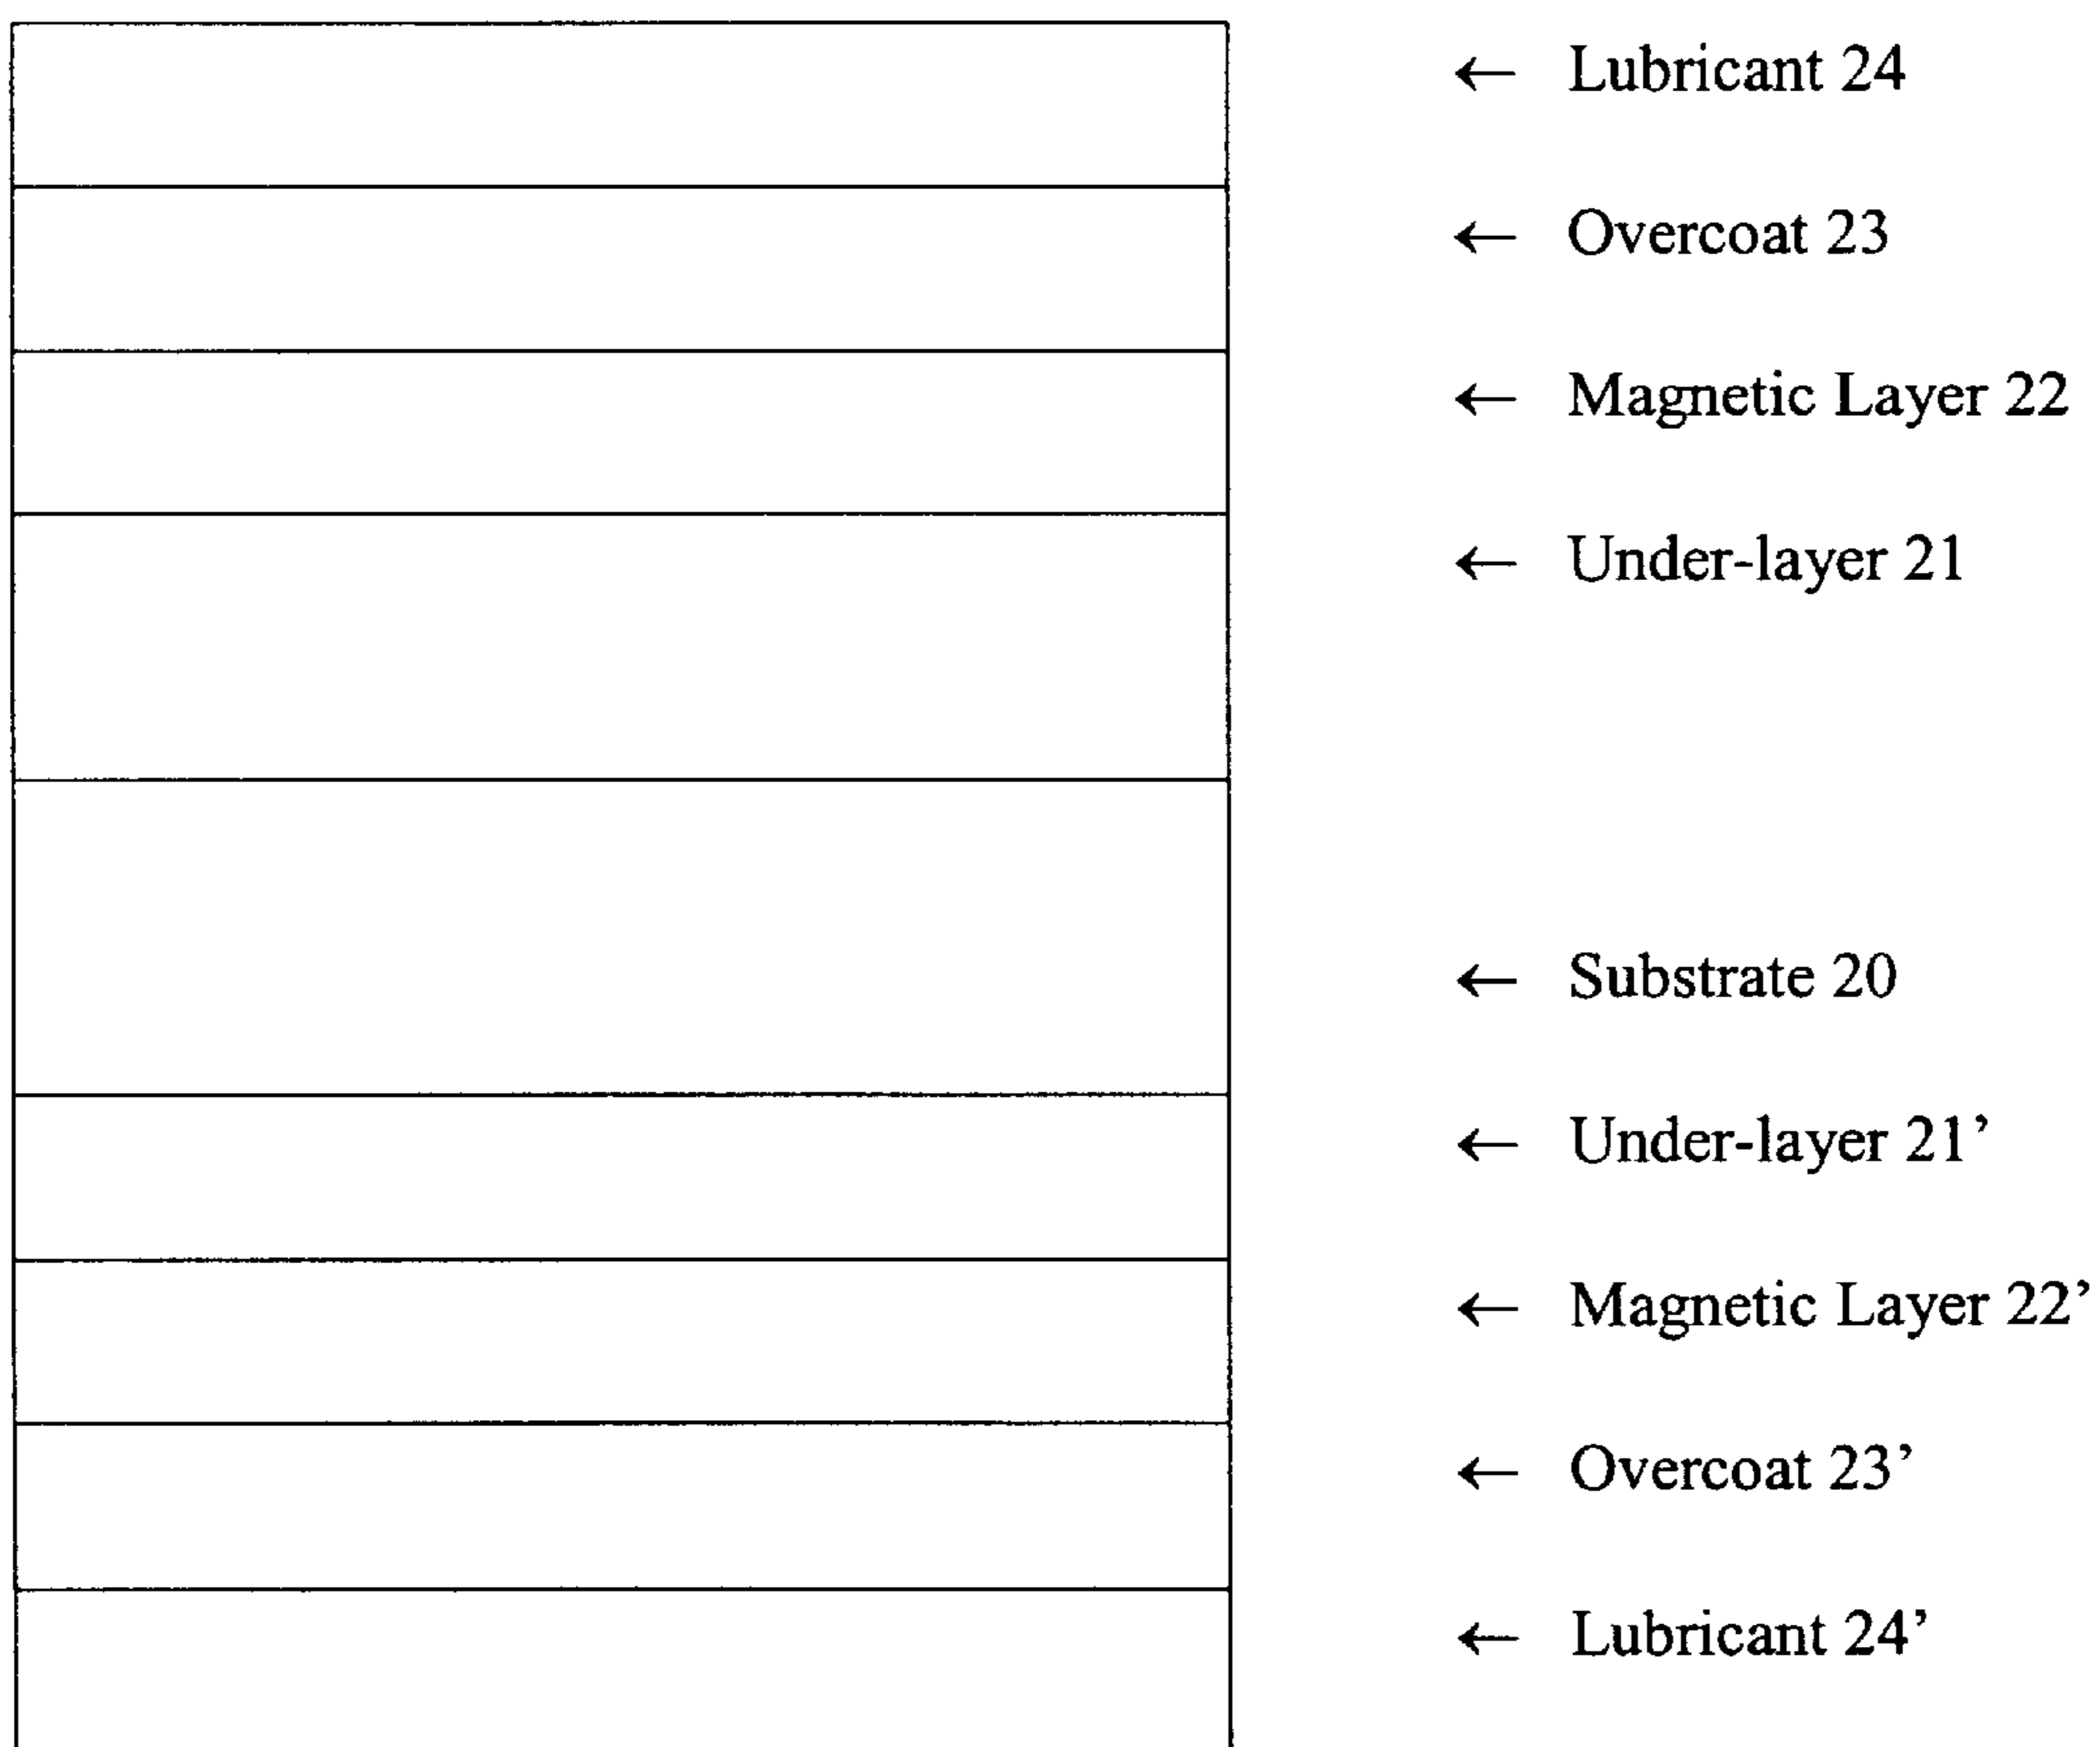 ← Lubricant 24
← Overcoat 23
← Magnetic Layer 22
← Under-layer 21
← Substrate 20
← Under-layer 21’
← Magnetic Layer 22’
← Overcoat 23’
← Lubricant 24’